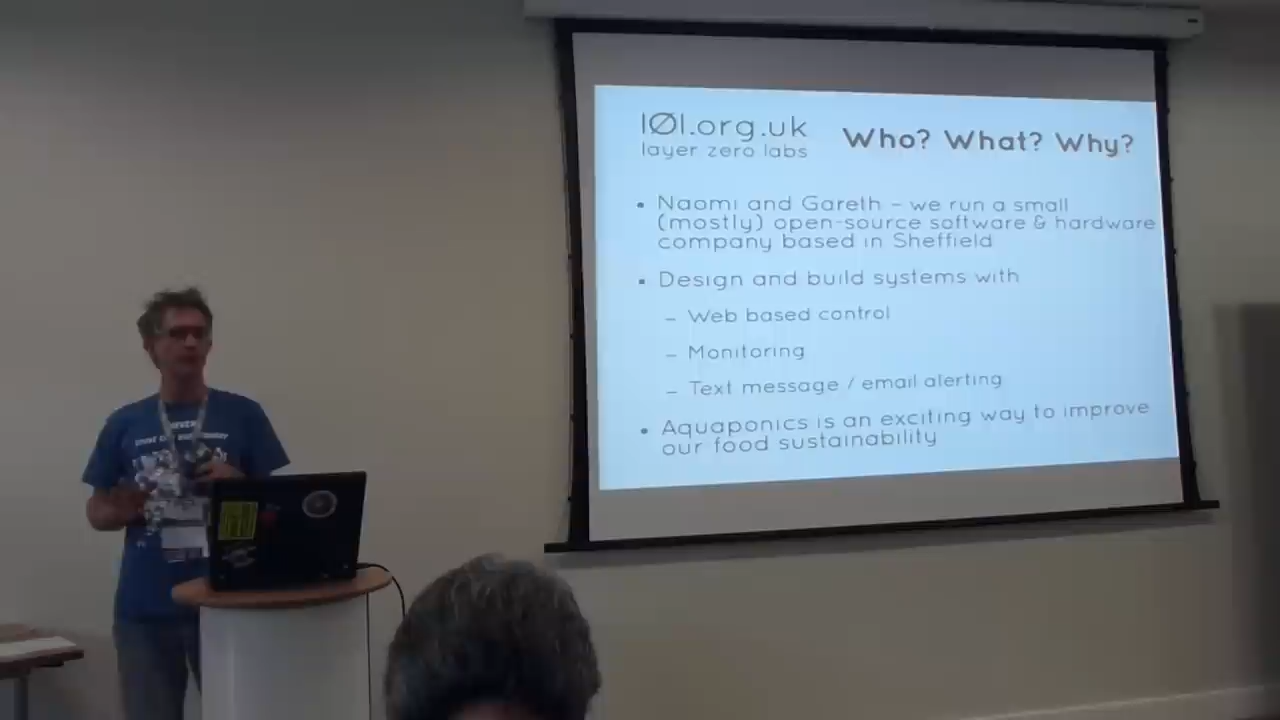 101.org.uk
layer zero labs
Who? What? Why?
• Naomi and Gareth – we run a small
(mostly) open-source software & hardware
company based in Sheffield
• Design and build systems with
– Web based control
– Monitoring
– Text message / email alerting
• Aquaponics is an exciting way to improve
our food sustainability